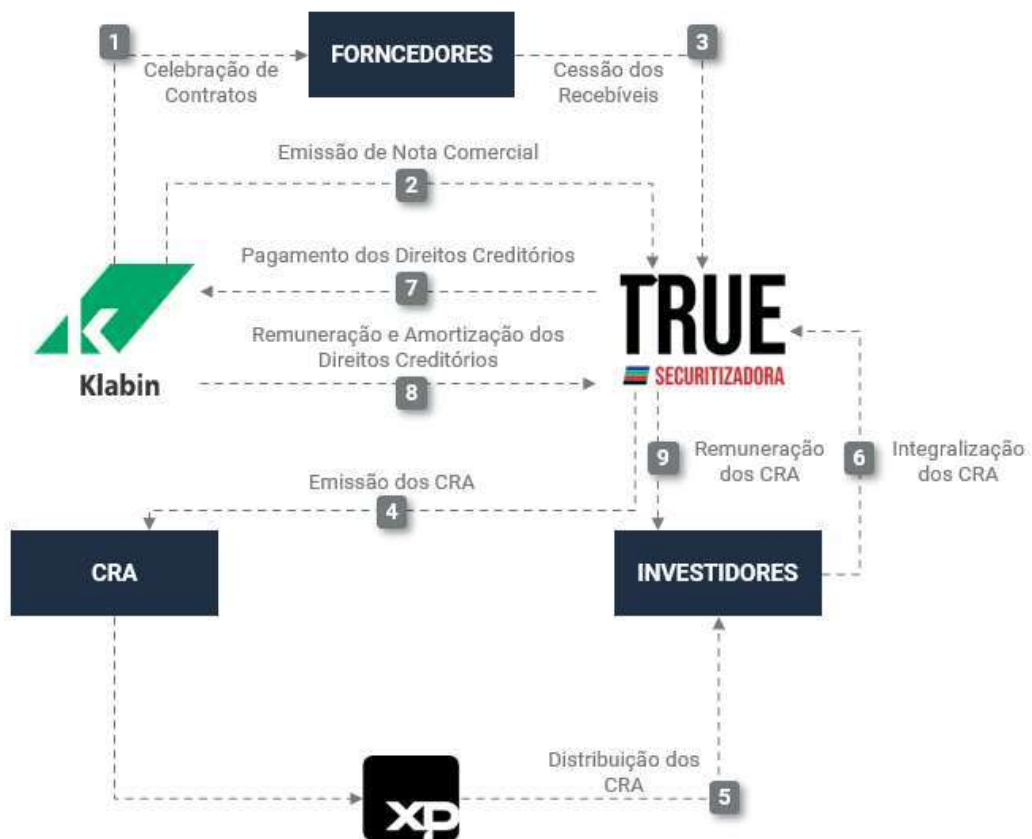 1
FORNCEDORES
3
Celebração de
Contratos
Cessão dos
Recebíveis
Emissão de Nota Comercial
2
Pagamento dos Direitos Creditórios
7
Klabin
TRUE
SECURITIZADORA
Remuneração e Amortização dos
Direitos Creditórios
8
9
Remuneração
dos CRA
6
Integralização
dos CRA
Emissão dos CRA
4
CRA
INVESTIDORES
xp
Distribuição dos
CRA
5